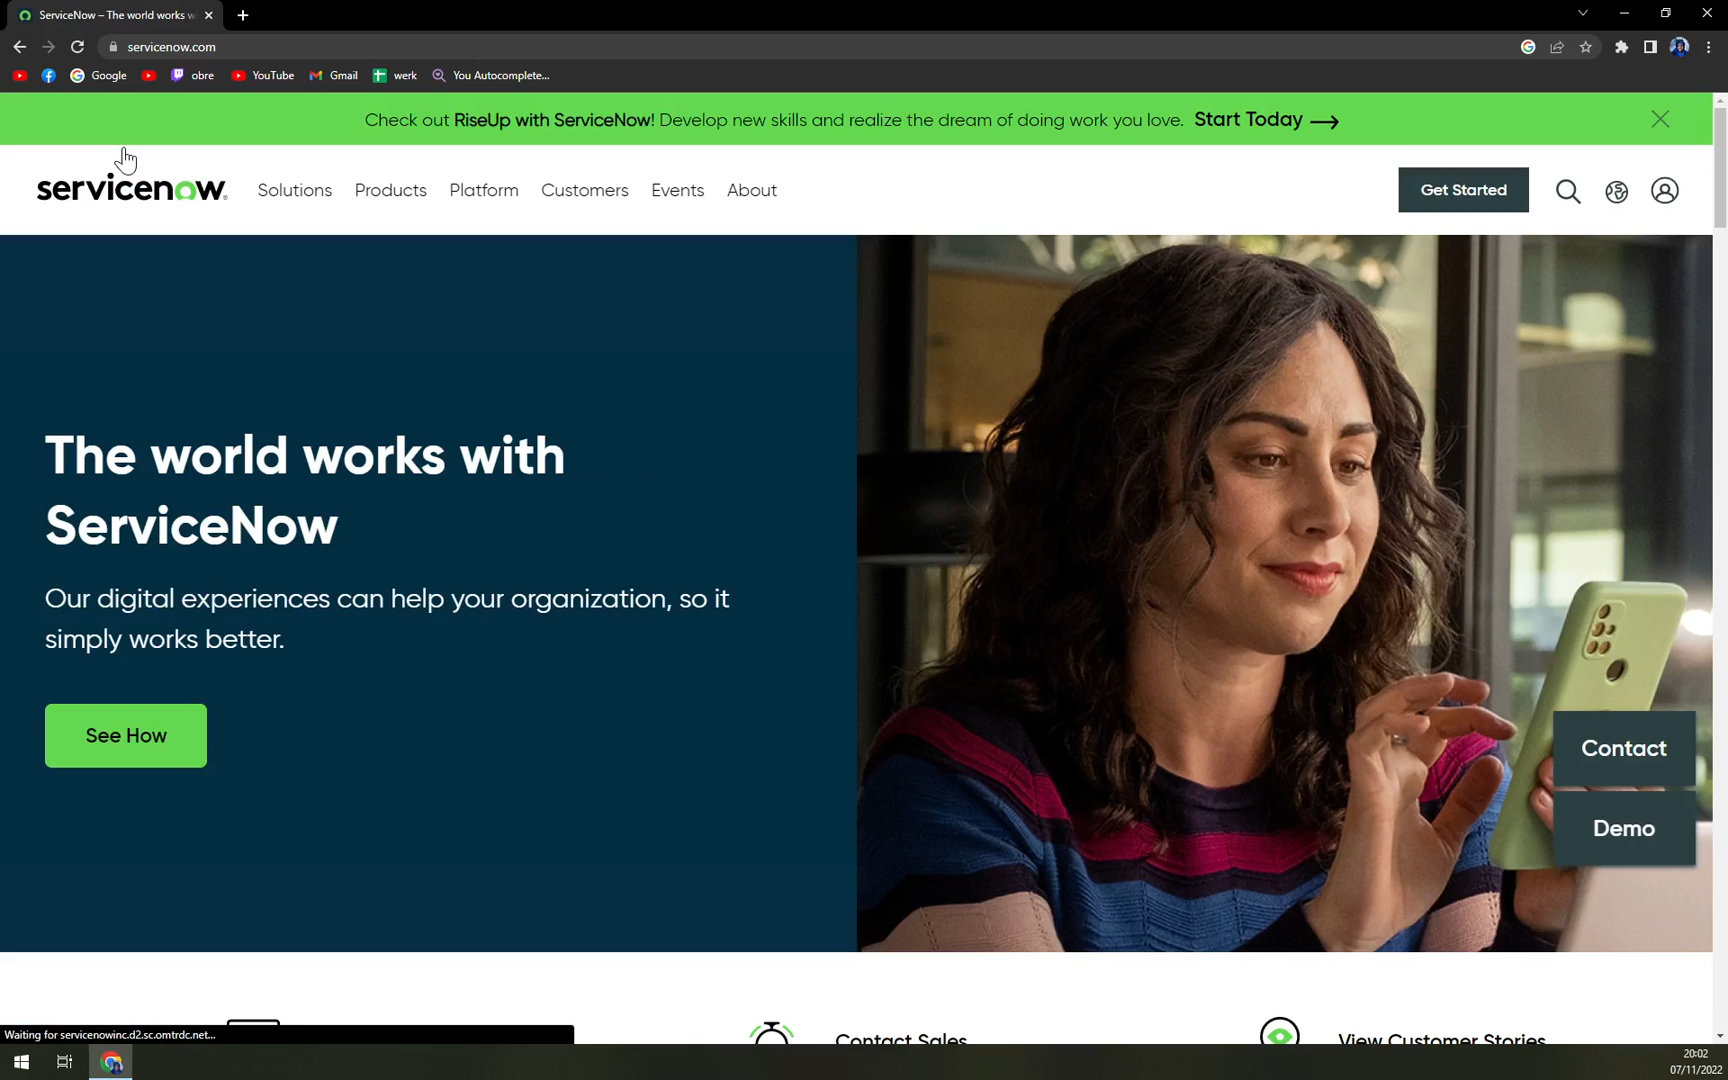 ServiceNow – The world works w
servicenow.com
Google
obre
YouTube
Gmail
werk
You Autocomplete...
Check out RiseUp with ServiceNow! Develop new skills and realize the dream of doing work you love. Start Today
servicenow
Solutions
Products
Platform
Customers
Events
About
Get Started
The world works with
ServiceNow
Our digital experiences can help your organization, so it
simply works better.
See How
Contact
Demo
Contact Sales
View Customer Stories
Waiting for servicenowinc.d2.sc.omtrdc.net...
20:02
07/11/2022